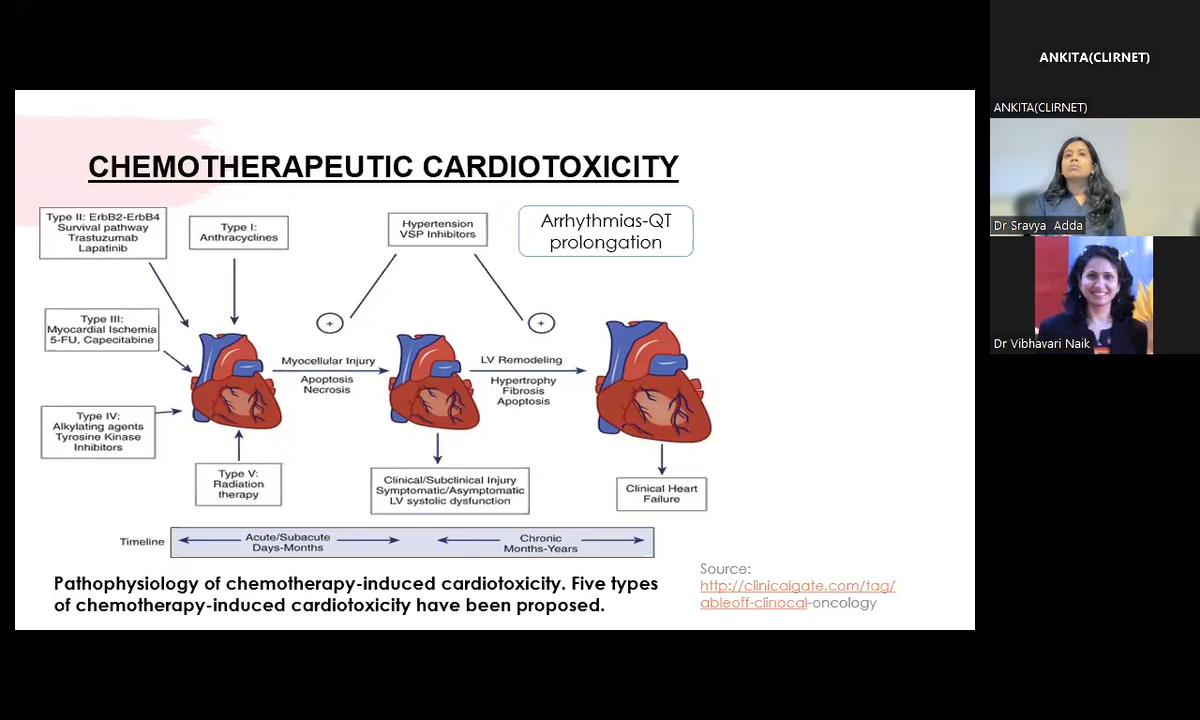 CHEMOTHERAPEUTIC CARDIOTOXICITY
Type II: ErbB2-ErbB4
Survival pathway
Trastuzumab
Lapatinib
Type I:
Anthracyclines
Hypertension
VSP Inhibitors
Arrhythmias-QT
prolongation
Type III:
Myocardial Ischemia
5-FU, Capecitabine
+
+
Myocellular Injury
Apoptosis
Necrosis
LV Remodeling
Hypertrophy
Fibrosis
Apoptosis
Type IV:
Alkylating agents
Tyrosine Kinase
Inhibitors
Type V:
Radiation
therapy
Clinical/Subclinical Injury
Symptomatic/Asymptomatic
LV systolic dysfunction
Clinical Heart
Failure
Timeline
Acute/Subacute
Days-Months
Chronic
Months-Years
Pathophysiology of chemotherapy-induced cardiotoxicity. Five types
of chemotherapy-induced cardiotoxicity have been proposed.
Source:
http://clinicalgate.com/tag/
ableoff-clinocal-oncology
ANKITA(CLIRNET)
ANKITA(CLIRNET)
Dr Sravya Adda
Dr Vibhavari Naik